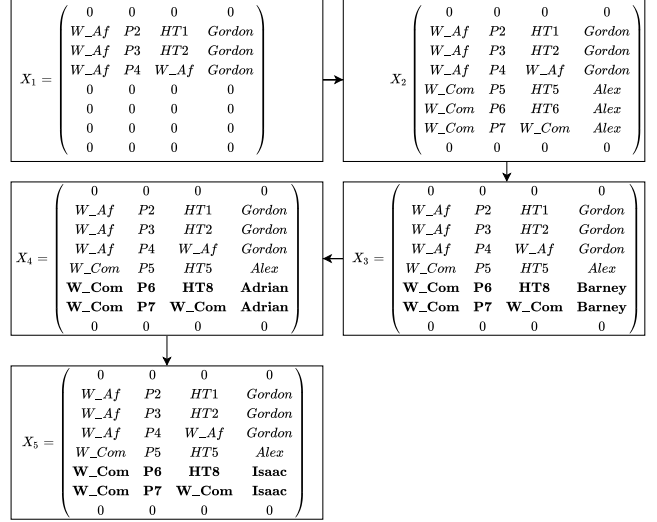 0 0 0 0
W_Af P2 HT1 Gordon
W_Af P3 HT2 Gordon
X1 = W_Af P4 W_Af Gordon
0 0 0 0
0 0 0 0
0 0 0 0
0 0 0 0
0 0 0 0
W_Af P2 HT1 Gordon
W_Af P3 HT2 Gordon
X2 W_Af P4 W_Af Gordon
W_Com P5 HT5 Alex
W_Com P6 HT6 Alex
W_Com P7 W_Com Alex
0 0 0 0
0 0 0 0
W_Af P2 HT1 Gordon
W_Af P3 HT2 Gordon
X3 = W_Af P4 W_Af Gordon
W_Com P5 HT5 Alex
W_Com P6 HT8 Barney
W_Com P7 W_Com Barney
0 0 0 0
0 0 0 0
W_Af P2 HT1 Gordon
W_Af P3 HT2 Gordon
X4 = W_Af P4 W_Af Gordon
W_Com P5 HT5 Alex
W_Com P6 HT8 Adrian
W_Com P7 W_Com Adrian
0 0 0 0
0 0 0 0
W_Af P2 HT1 Gordon
W_Af P3 HT2 Gordon
X5 = W_Af P4 W_Af Gordon
W_Com P5 HT5 Alex
W_Com P6 HT8 Isaac
W_Com P7 W_Com Isaac
0 0 0 0